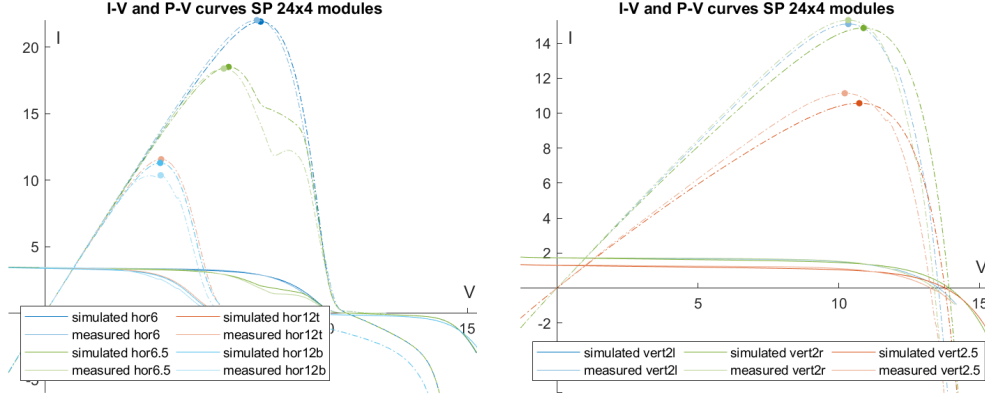 I-V and P-V curves SP 24x4 modules
I
20
15
10
5
V
15
simulated hor6
simulated hor12t
measured hor6
measured hor12t
simulated hor6.5
simulated hor12b
measured hor6.5
measured hor12b
I-V and P-V curves SP 24x4 modules
I
14
12
10
8
6
4
2
V
5
10
15
-2
simulated vert2l
simulated vert2r
simulated vert2.5
measured vert2l
measured vert2r
measured vert2.5